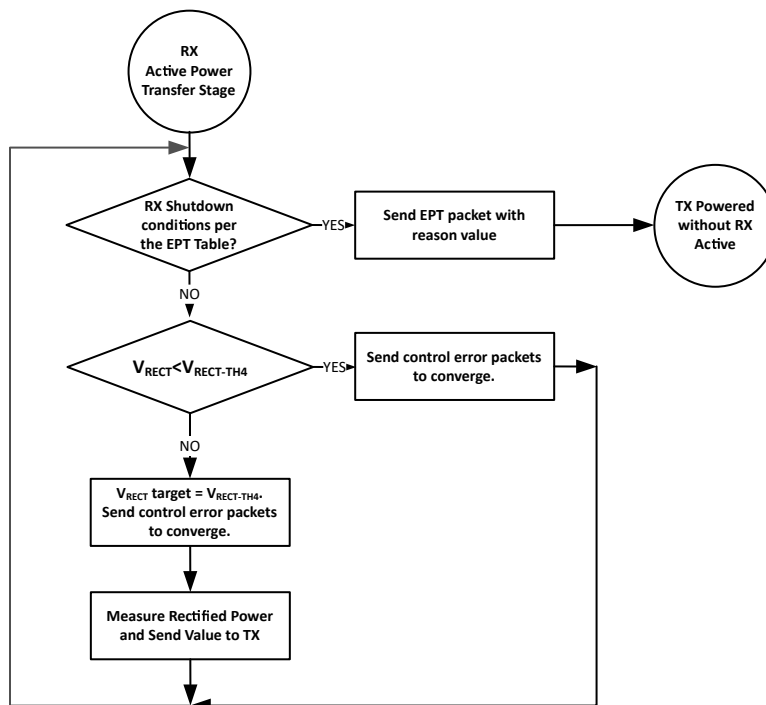 RX
Active Power
Transfer Stage
RX Shutdown
conditions per
the EPT Table?
YES
Send EPT packet with
reason value
TX Powered
without RX
Active
NO
VRECT<VRECT-TH4
YES
Send control error packets
to converge.
NO
VRECT target = VRECT-TH4.
Send control error packets
to converge.
Measure Rectified Power
and Send Value to TX